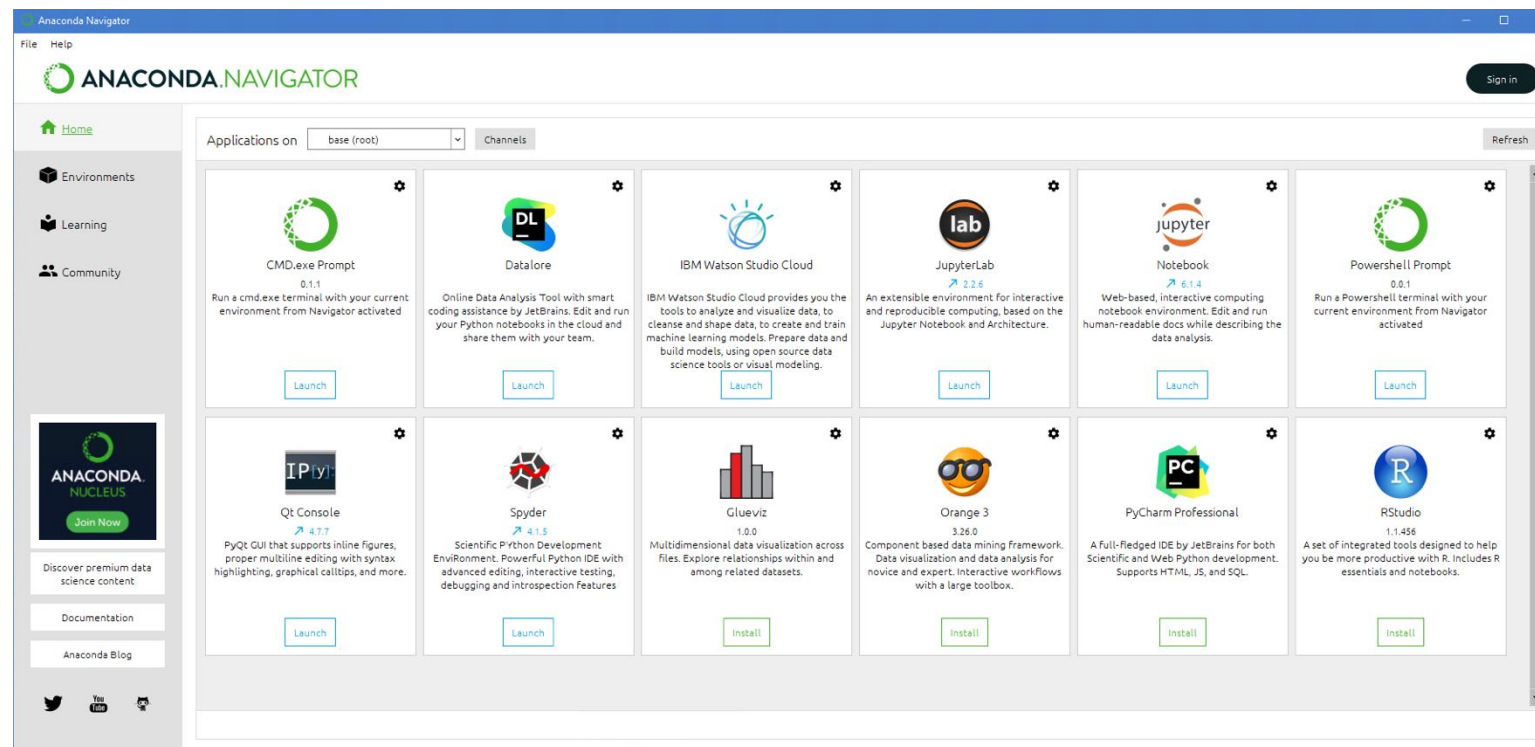 Anaconda Navigator
File Help
ANACONDA.NAVIGATOR
Sign in
Home
Environments
Learning
Community
ANACONDA.
NUCLEUS
Join Now
Discover premium data
science content
Documentation
Anaconda Blog
You
Tube
Applications on base (root) Channels
Refresh
CMD.exe Prompt
0.1.1
Run a cmd.exe terminal with your current
environment from Navigator activated
Launch
DL
Datalore
Online Data Analysis Tool with smart
coding assistance by JetBrains. Edit and run
your Python notebooks in the cloud and
share them with your team.
Launch
IBM Watson Studio Cloud
IBM Watson Studio Cloud provides you the
tools to analyze and visualize data, to
cleanse and shape data, to create and train
machine learning models. Prepare data and
build models, using open source data
science tools or visual modeling.
Launch
lab
JupyterLab
2.2.6
An extensible environment for interactive
and reproducible computing, based on the
Jupyter Notebook and Architecture.
Launch
jupyter
Notebook
6.1.4
Web-based, interactive computing
notebook environment. Edit and run
human-readable docs while describing the
data analysis.
Launch
Powershell Prompt
0.0.1
Run a Powershell terminal with your
current environment from Navigator
activated
Launch
IP[y]:
Qt Console
4.7.7
PyQt GUI that supports inline figures,
proper multiline editing with syntax
highlighting, graphical calltips, and more.
Launch
Spyder
4.1.5
Scientific PYthon Development
EnviRonment. Powerful Python IDE with
advanced editing, interactive testing,
debugging and introspection features
Launch
Glueviz
1.0.0
Multidimensional data visualization across
files. Explore relationships within and
among related datasets.
Install
Orange 3
3.26.0
Component based data mining framework.
Data visualization and data analysis for
novice and expert. Interactive workflows
with a large toolbox.
Install
PC
PyCharm Professional
A full-fledged IDE by JetBrains for both
Scientific and Web Python development.
Supports HTML, JS, and SQL.
Install
R
RStudio
1.1.456
A set of integrated tools designed to help
you be more productive with R. Includes R
essentials and notebooks.
Install